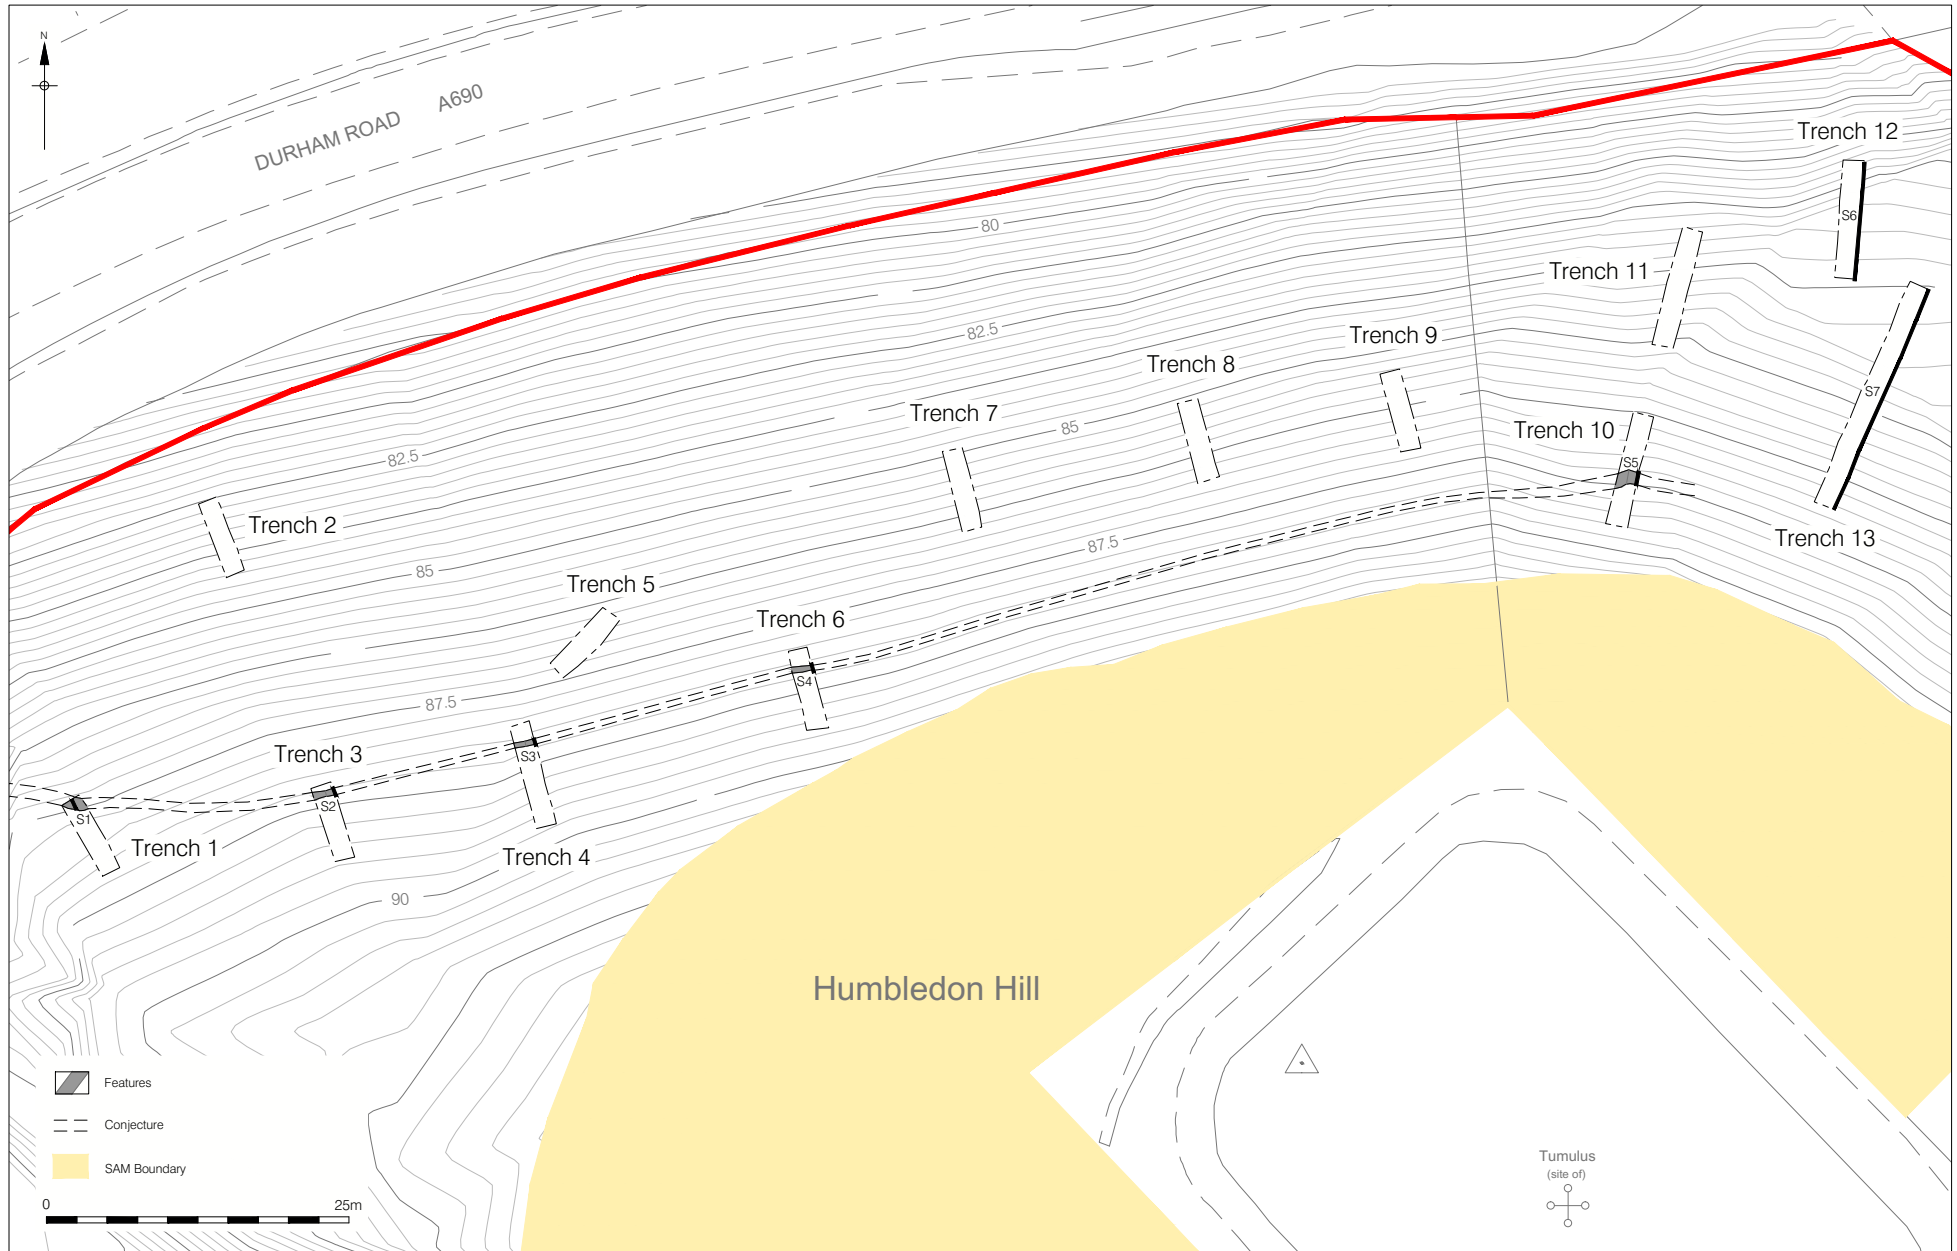 N
DURHAM ROAD A690
Trench 12
S6
80
Trench 11
82.5
Trench 9
Trench 8
S7
Trench 7
85
Trench 10
82.5
S5
Trench 2
Trench 13
87.5
85
Trench 5
Trench 6
S4
87.5
Trench 3
S3
S2
S1
Trench 1
Trench 4
90
Humbledon Hill
Features
Conjecture
SAM Boundary
Tumulus
(site of)
0 25m